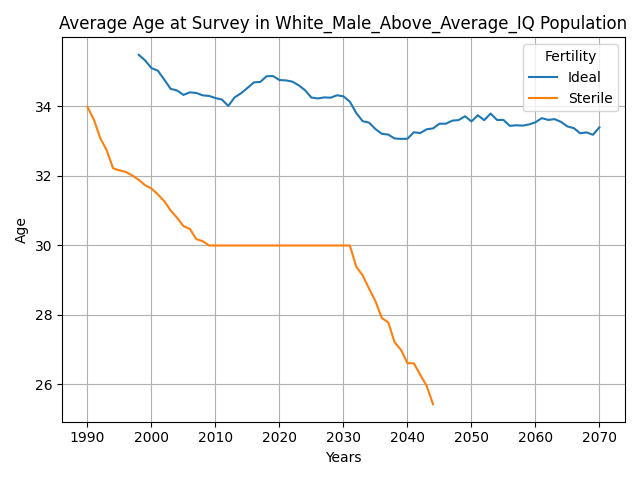 Average Age at Survey in White_Male_Above_Average_IQ Population
Fertility
Ideal
Sterile
34
32
30
28
26
Age
1990 2000 2010 2020 2030 2040 2050 2060 2070
Years